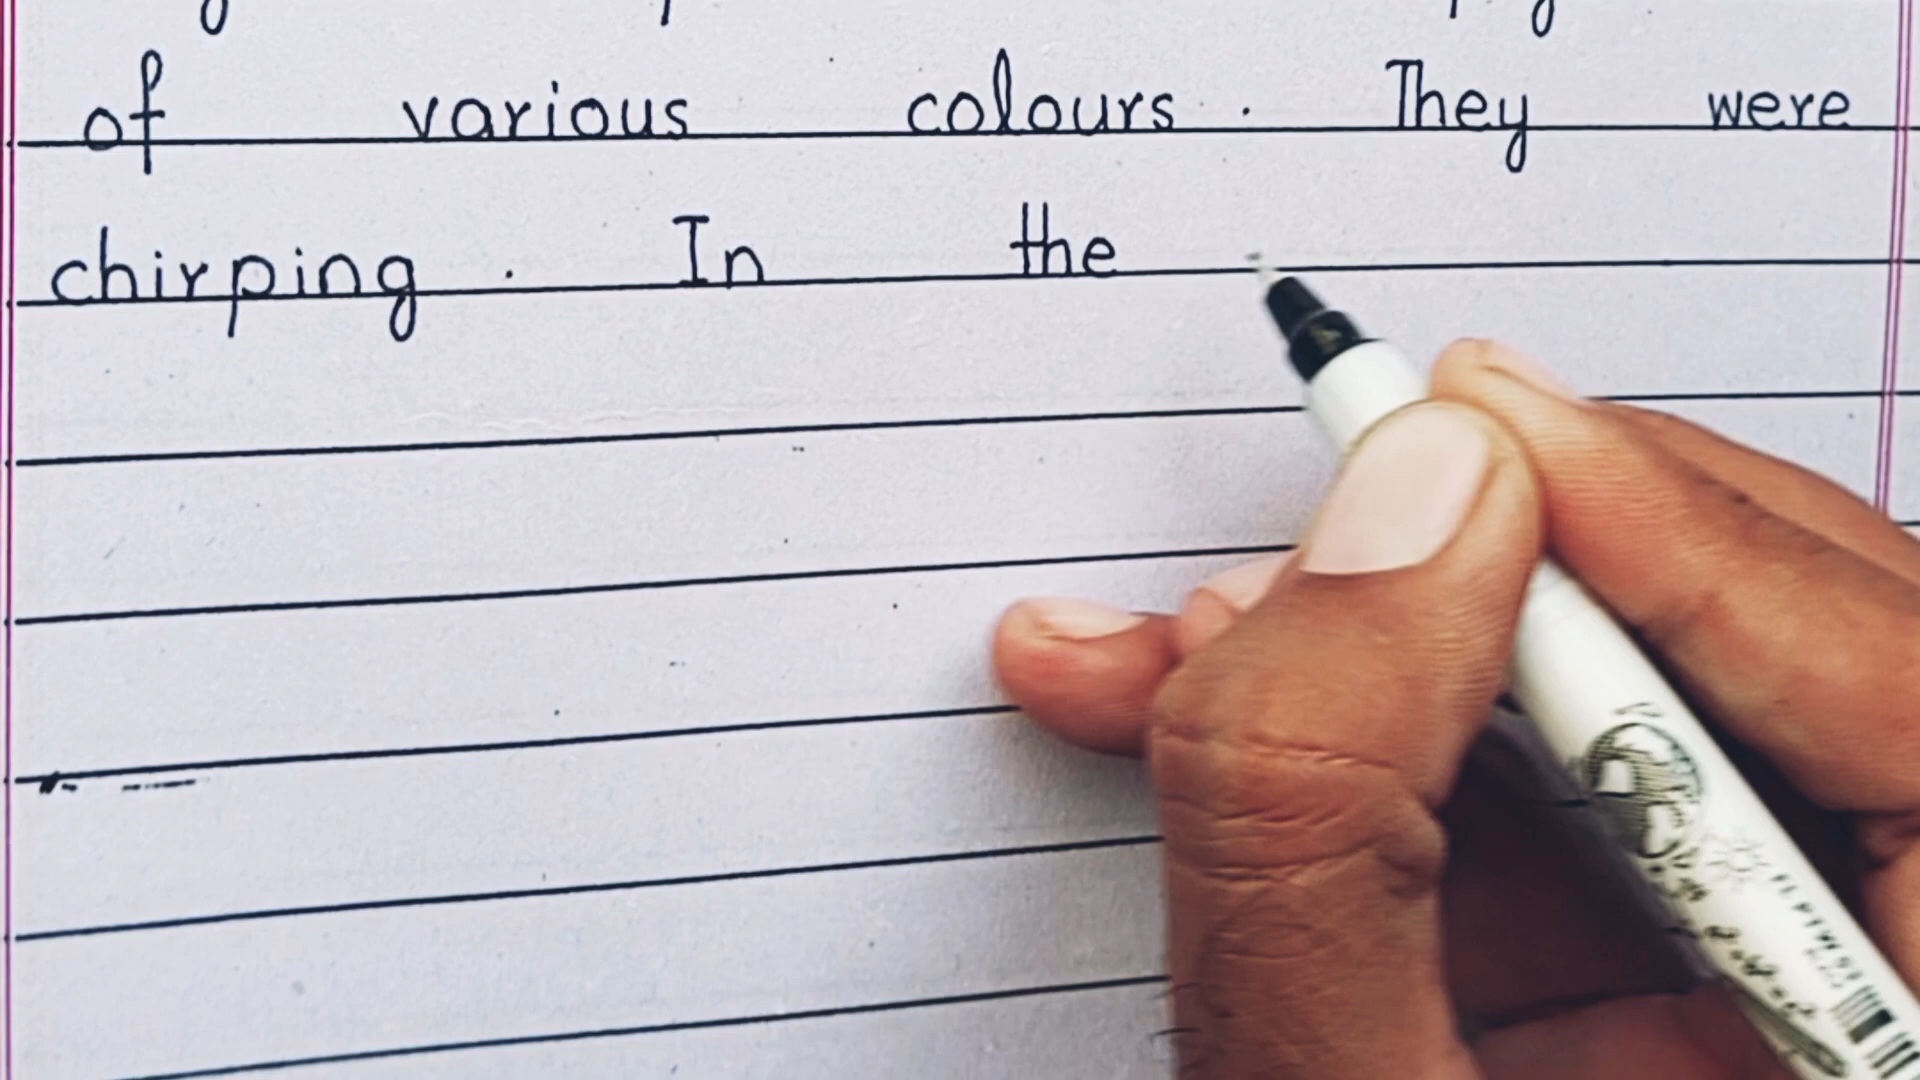 of various colours. They were
chirping. In the